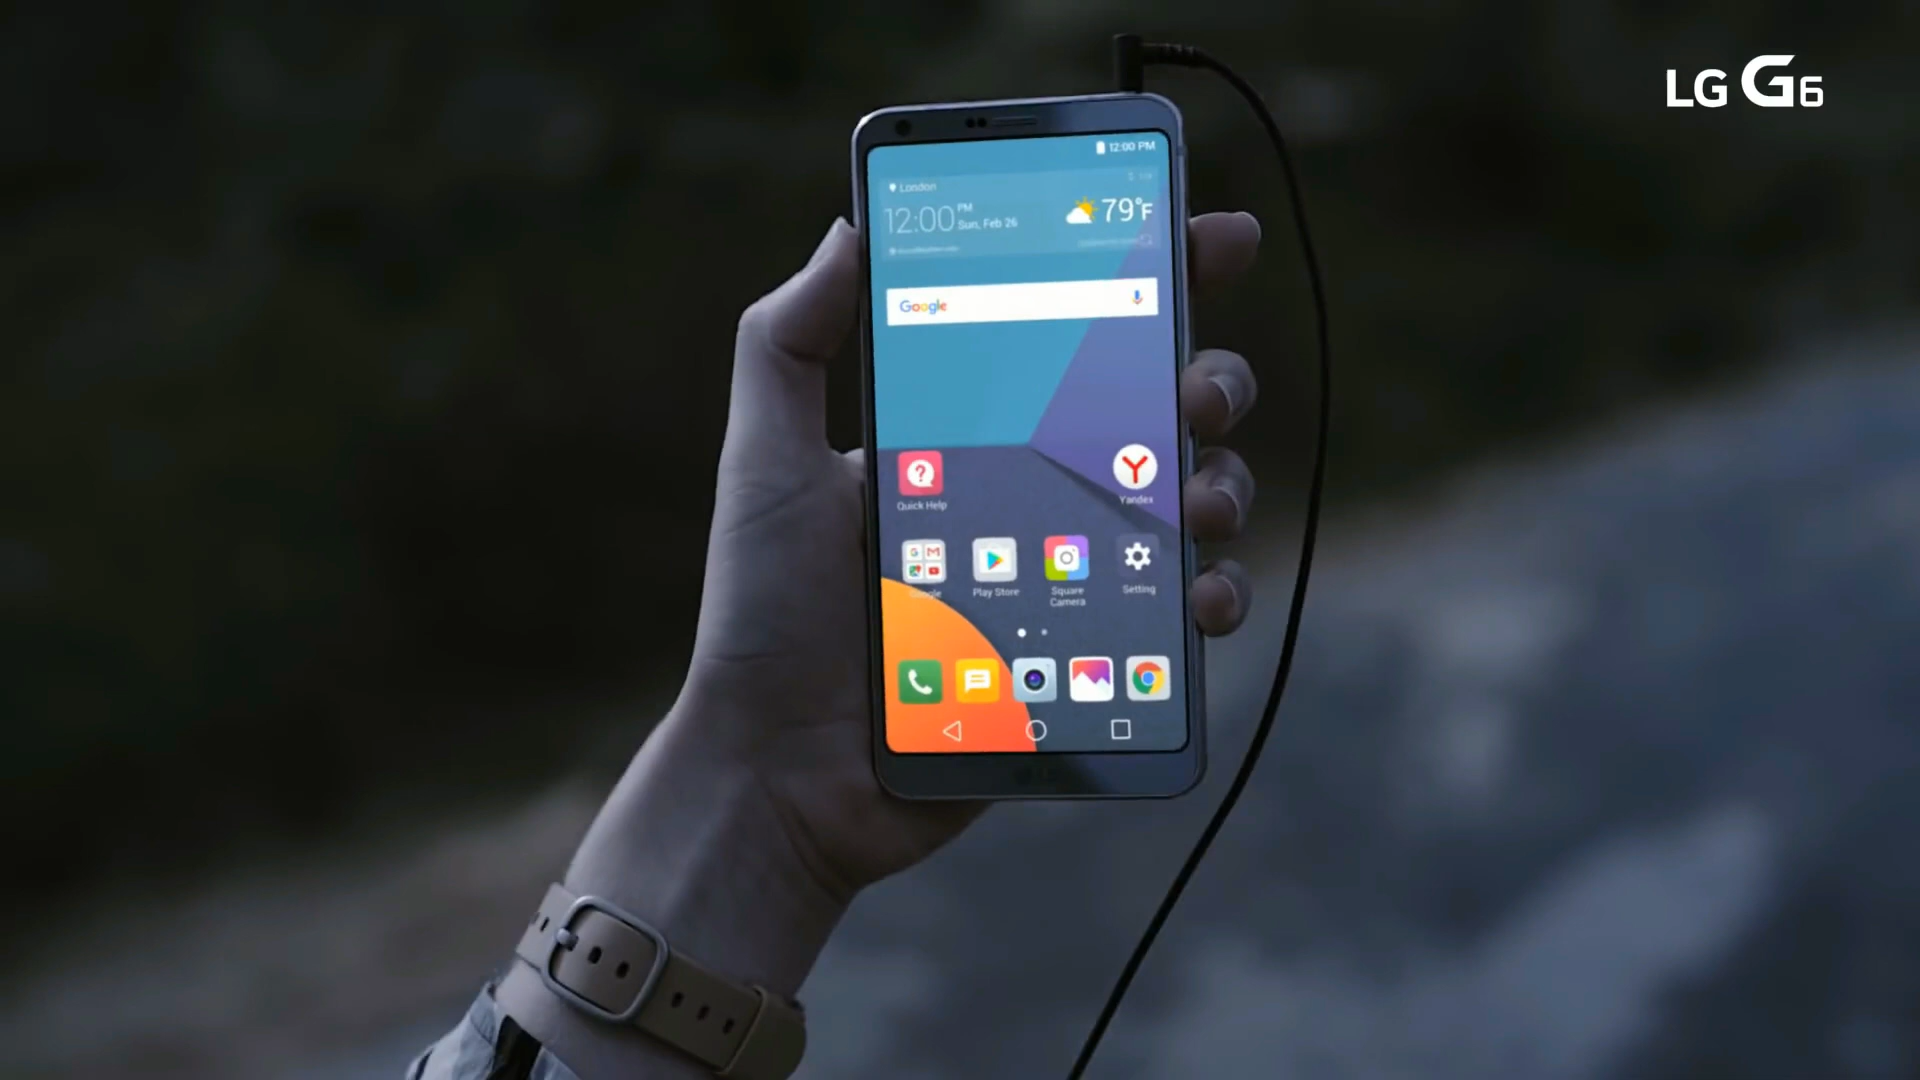 LG G6
12:00 PM
London
12:00 PM
Sun, Feb 26
79°F
Google
Quick Help
Yandex
Google
Play Store
Square
Camera
Setting